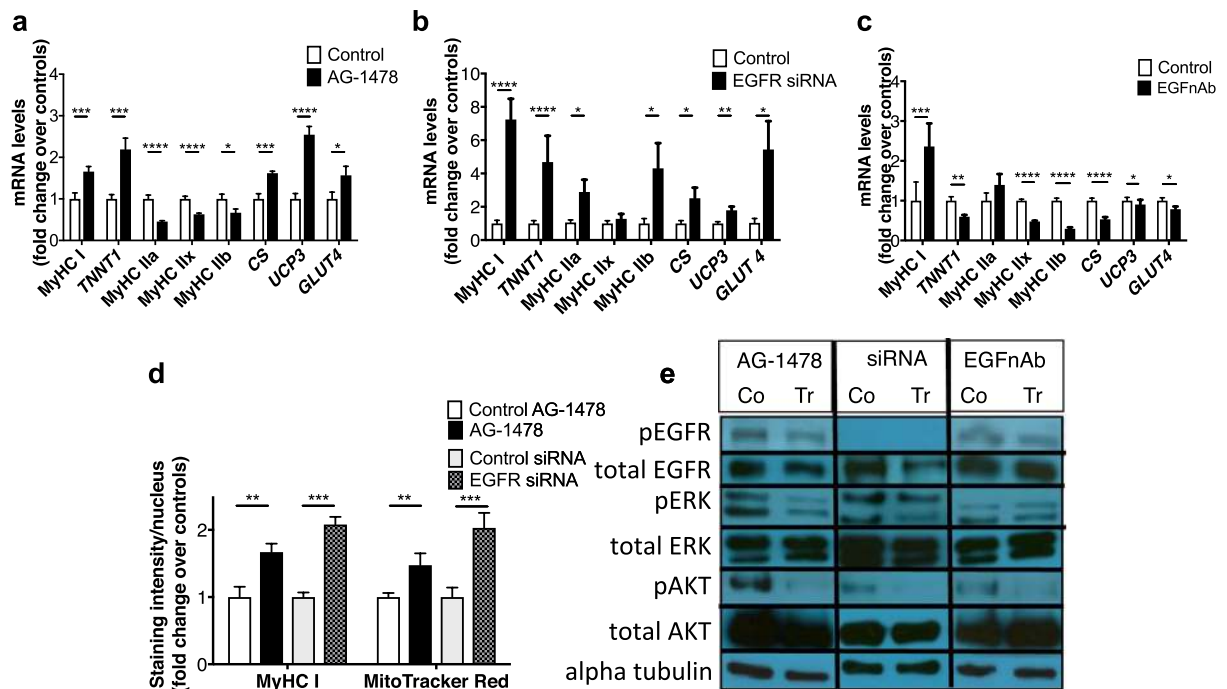 a
Control
AG-1478
mRNA levels
(fold change over controls)
4
3
2
1
0
*** *** **** **** * *** **** *
MyHC I TNNT1 MyHC IIa MyHC IIx MyHC IIb CS UCP3 GLUT4
b
Control
EGFR siRNA
mRNA levels
(fold change over controls)
10
8
6
4
2
0
**** **** * * * ** *
MyHC I TNNT1 MyHC IIa MyHC IIx MyHC IIb CS UCP3 GLUT 4
c
Control
EGFnAb
mRNA levels
(fold change over controls)
4
3
2
1
0
*** ** **** **** **** * *
MyHC I TNNT1 MyHC IIa MyHC IIx MyHC IIb CS UCP3 GLUT4
d
Control AG-1478
AG-1478
Control siRNA
EGFR siRNA
Staining intensity/nucleus
(fold change over controls)
2
1
0
** *** ** ***
MyHC I MitoTracker Red
e
AG-1478 siRNA EGFnAb
Co Tr Co Tr Co Tr
pEGFR
total EGFR
pERK
total ERK
pAKT
total AKT
alpha tubulin